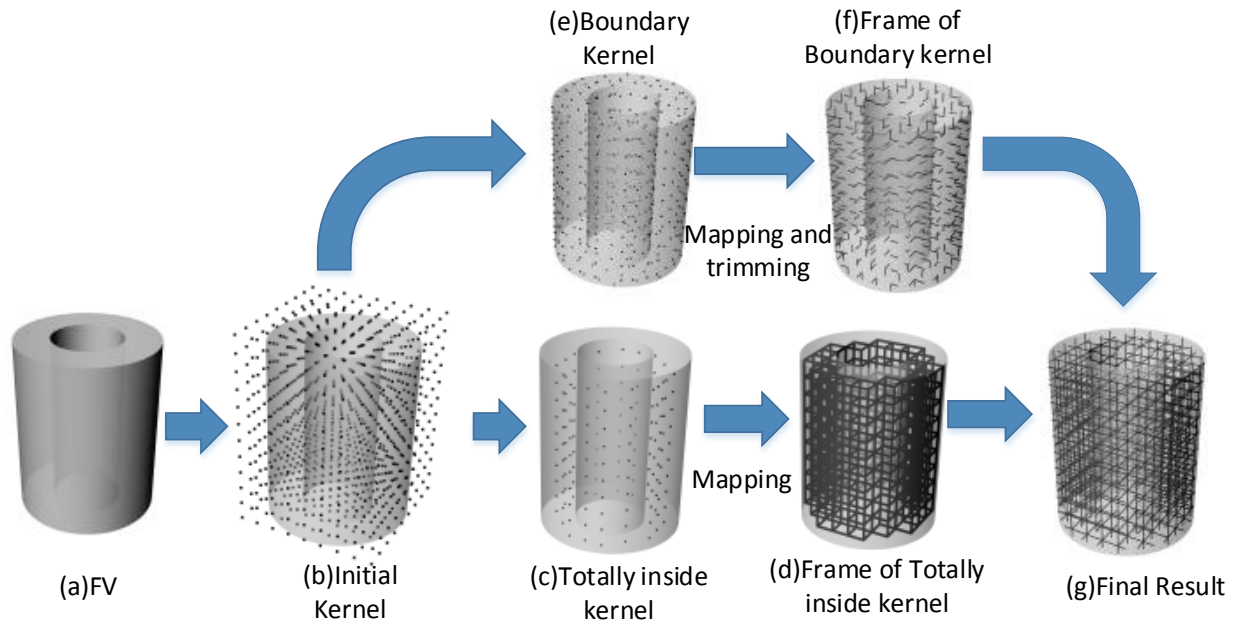 (e)Boundary
Kernel
(f)Frame of
Boundary kernel
Mapping and
trimming
Mapping
(a)FV
(b)Initial
Kernel
(c)Totally inside
kernel
(d)Frame of Totally
inside kernel
(g)Final Result